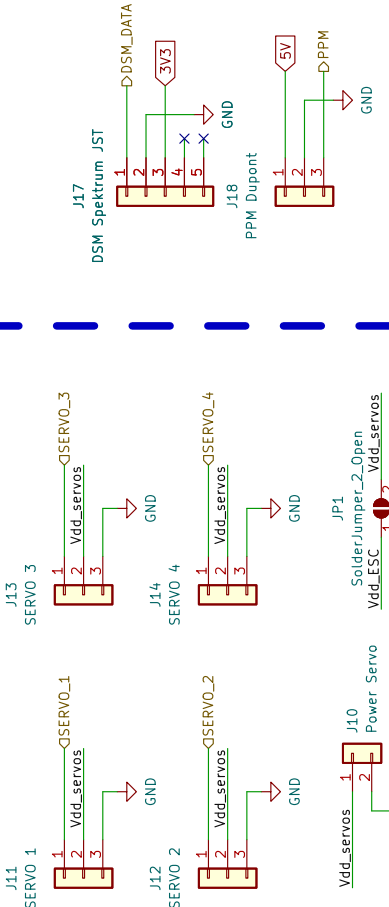 J17
DSM Spektrum JST
1
2
3
4
5
DSM_DATA
3V3
GND
J18
PPM Dupont
1
2
3
5V
PPM
GND
J13
SERVO 3
1
2
3
SERVO_3
Vdd_servos
GND
J14
SERVO 4
1
2
3
SERVO_4
Vdd_servos
GND
JP1
SolderJumper_2_Open
Vdd_ESC
1
2
Vdd_servos
J11
SERVO 1
1
2
3
SERVO_1
Vdd_servos
GND
J12
SERVO 2
1
2
3
SERVO_2
Vdd_servos
GND
J10
Power Servo
1
2
Vdd_servos